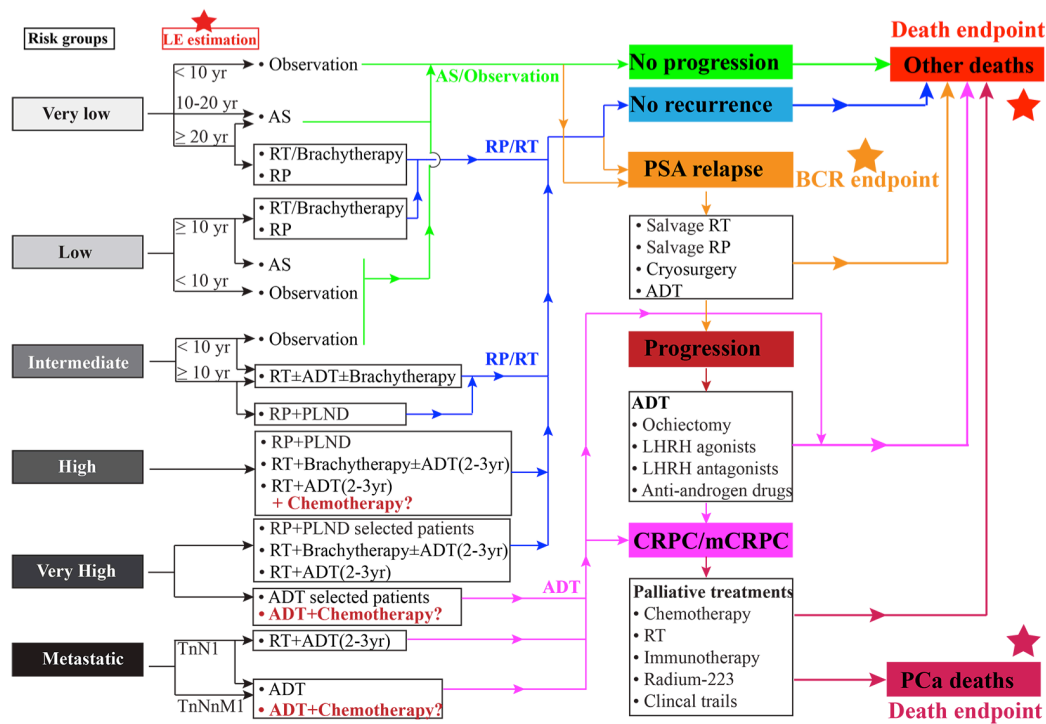 Risk groups
LE estimation
Very low
< 10 yr
• Observation
10-20 yr
• AS
≥ 20 yr
• RT/Brachytherapy
• RP
Low
≥ 10 yr
• RT/Brachytherapy
• RP
• AS
< 10 yr
• Observation
Intermediate
< 10 yr
• Observation
≥ 10 yr
• RT±ADT±Brachytherapy
• RP+PLND
High
• RP+PLND
• RT+Brachytherapy±ADT(2-3yr)
• RT+ADT(2-3yr)
+ Chemotherapy?
Very High
• RP+PLND selected patients
• RT+Brachytherapy±ADT(2-3yr)
• RT+ADT(2-3yr)
• ADT selected patients
• ADT+Chemotherapy?
Metastatic
TnN1
• RT+ADT(2-3yr)
TnNnM1
• ADT
• ADT+Chemotherapy?
AS/Observation
RP/RT
RP/RT
ADT
No progression
No recurrence
PSA relapse
BCR endpoint
• Salvage RT
• Salvage RP
• Cryosurgery
• ADT
Progression
ADT
• Ochiectomy
• LHRH agonists
• LHRH antagonists
• Anti-androgen drugs
CRPC/mCRPC
Palliative treatments
• Chemotherapy
• RT
• Immunotherapy
• Radium-223
• Clincal trails
Death endpoint
Other deaths
PCa deaths
Death endpoint